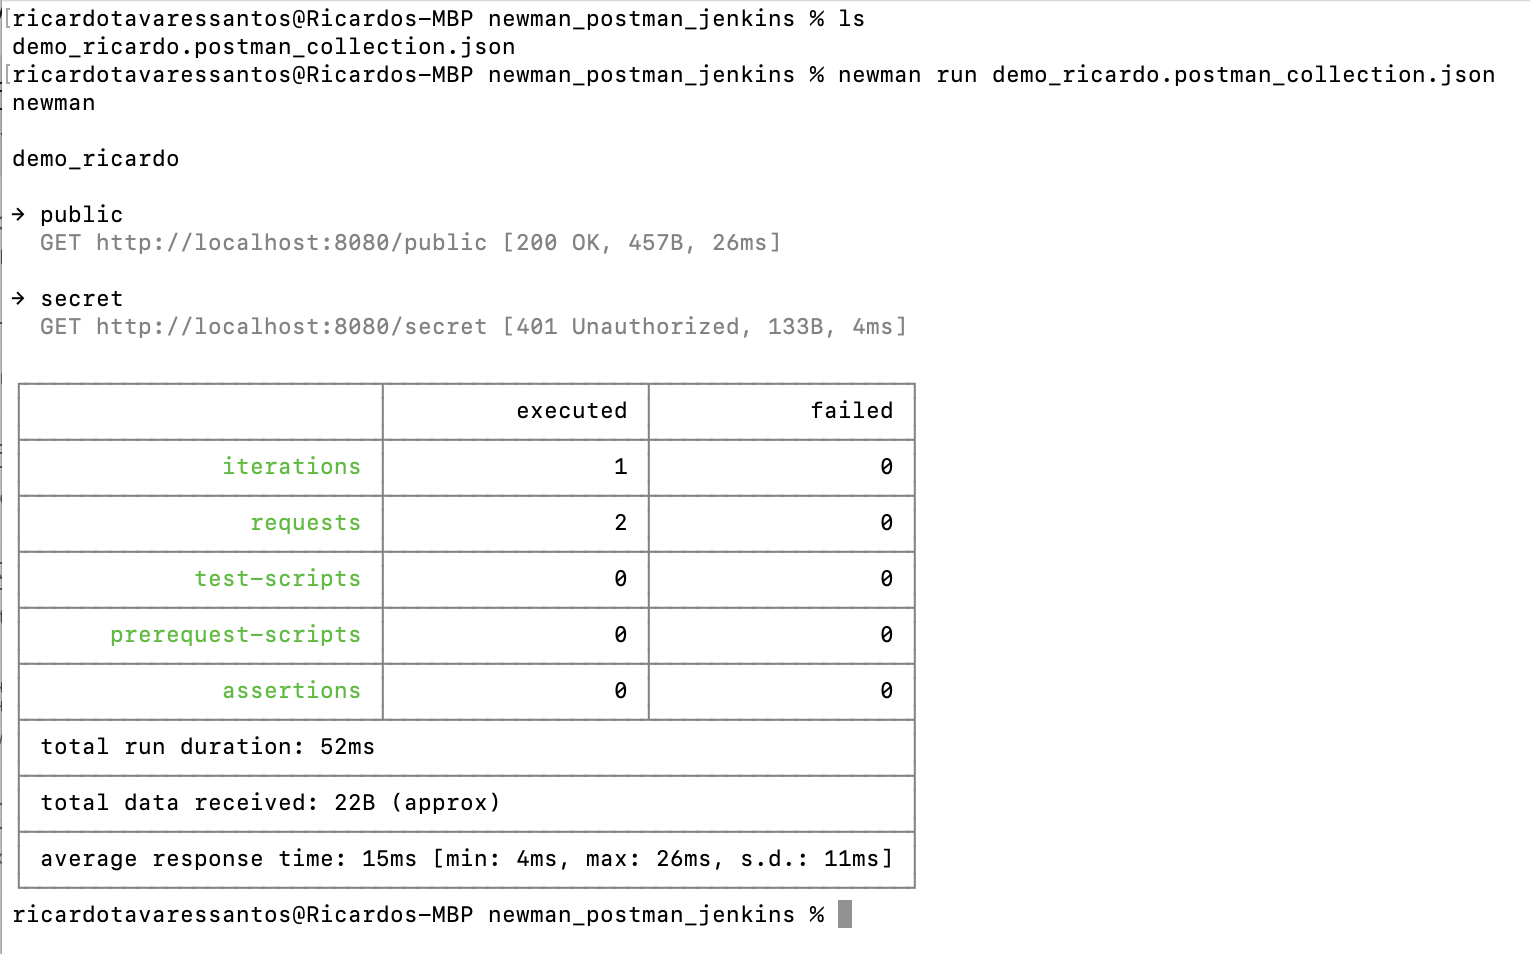 ricardotavaressantos@Ricardos-MBP newman_postman_jenkins % ls
demo_ricardo.postman_collection.json
ricardotavaressantos@Ricardos-MBP newman_postman_jenkins % newman run demo_ricardo.postman_collection.json
newman
demo_ricardo
→ public
GET http://localhost:8080/public [200 OK, 457B, 26ms]
→ secret
GET http://localhost:8080/secret [401 Unauthorized, 133B, 4ms]
executed failed
iterations 1 0
requests 2 0
test-scripts 0 0
prerequest-scripts 0 0
assertions 0 0
total run duration: 52ms
total data received: 22B (approx)
average response time: 15ms [min: 4ms, max: 26ms, s.d.: 11ms]
ricardotavaressantos@Ricardos-MBP newman_postman_jenkins %